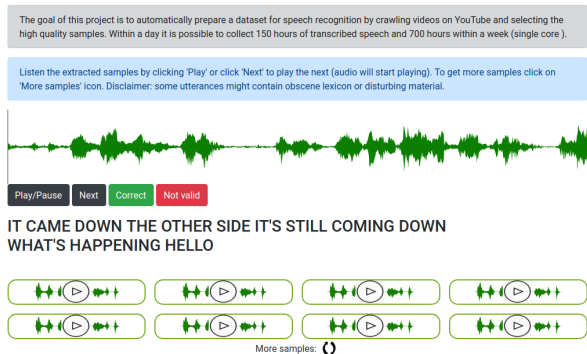 The goal of this project is to automatically prepare a dataset for speech recognition by crawling videos on YouTube and selecting the
high quality samples. Within a day it is possible to collect 150 hours of transcribed speech and 700 hours within a week (single core ).
Listen the extracted samples by clicking 'Play' or click 'Next' to play the next (audio will start playing). To get more samples click on
'More samples' icon. Disclaimer: some utterances might contain obscene lexicon or disturbing material.
Play/Pause Next Correct Not valid
IT CAME DOWN THE OTHER SIDE IT'S STILL COMING DOWN
WHAT'S HAPPENING HELLO
More samples: